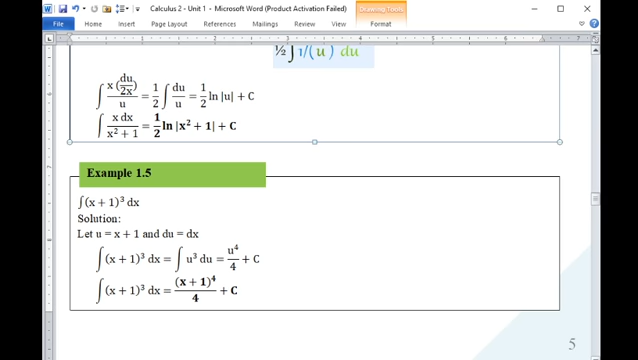 Calculus 2 - Unit 1 - Microsoft Word (Product Activation Failed)
Drawing Tools
File Home Insert Page Layout References Mailings Review View Format
½ ∫ 1/(u) du
∫ x(du/2x)/u = 1/2 ∫ du/u = 1/2 ln |u| + C
∫ x dx/(x² + 1) = 1/2 ln |x² + 1| + C
Example 1.5
∫(x + 1)³ dx
Solution:
Let u = x + 1 and du = dx
∫ (x + 1)³ dx = ∫ u³ du = u⁴/4 + C
∫ (x + 1)³ dx = (x + 1)⁴/4 + C
5